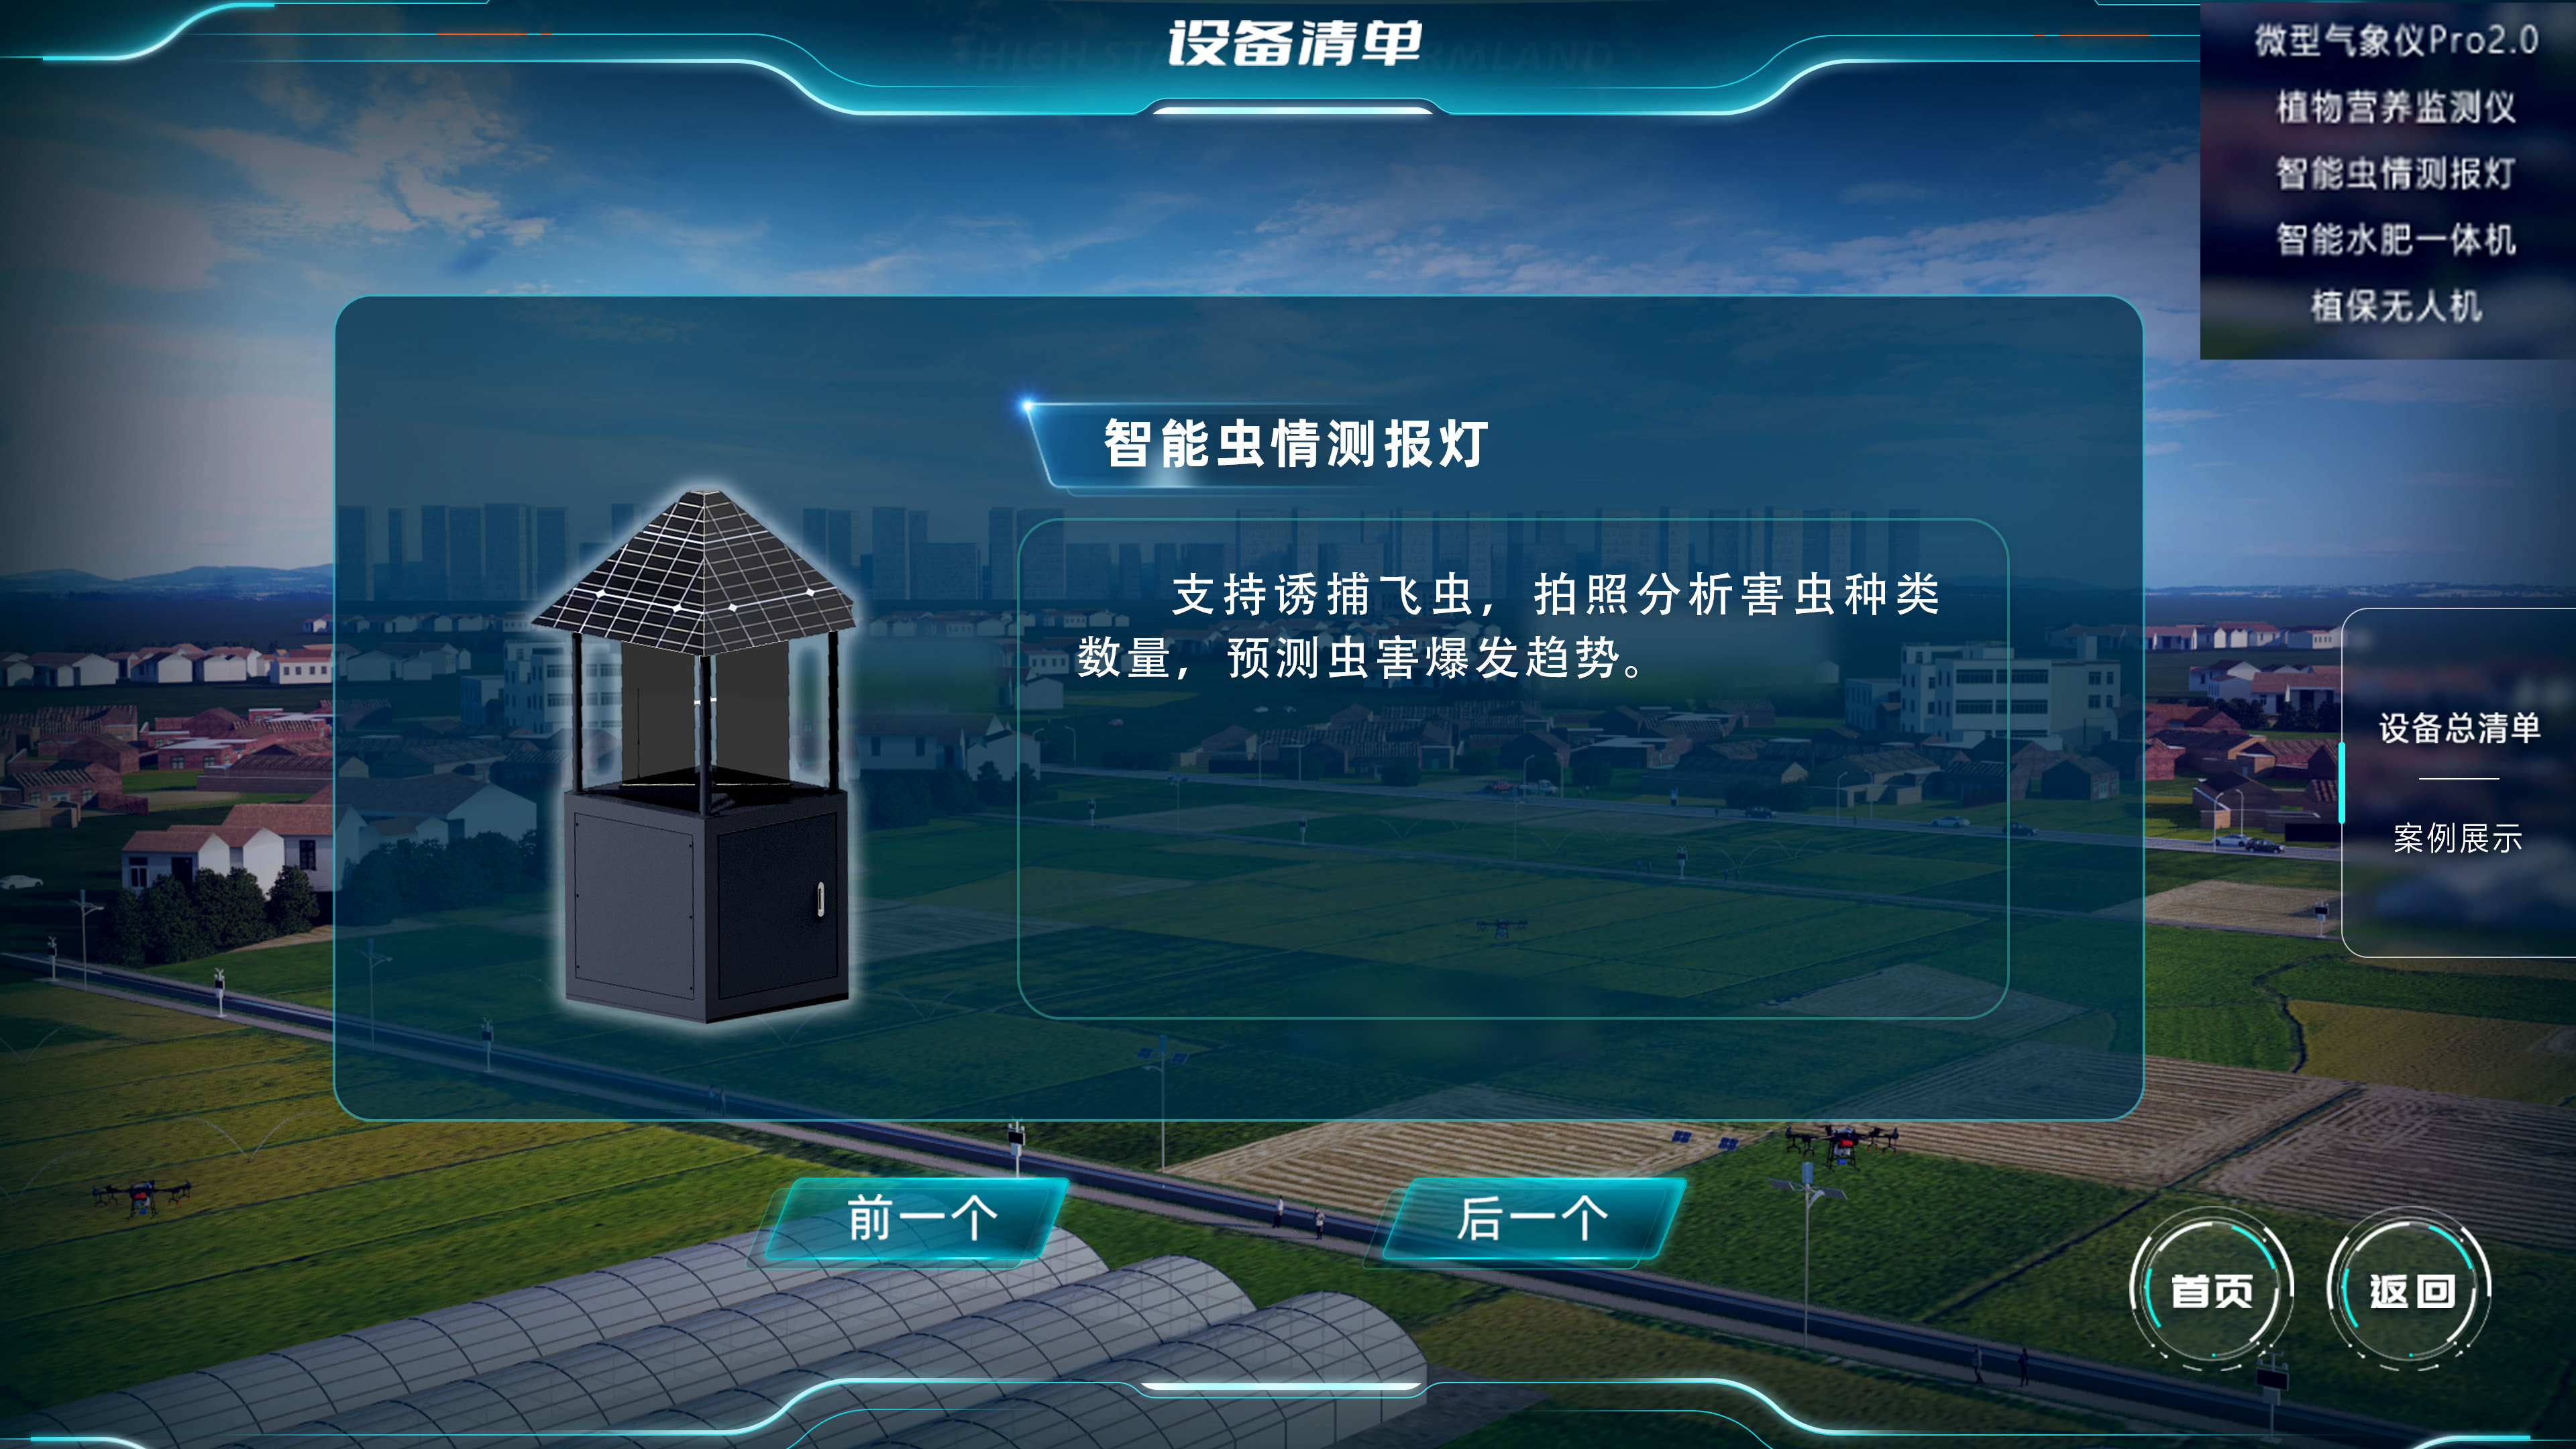 设备清单
微型气象仪Pro2.0
植物营养监测仪
智能虫情测报灯
智能水肥一体机
植保无人机
智能虫情测报灯
支持诱捕飞虫，拍照分析害虫种类
数量，预测虫害爆发趋势。
设备总清单
案例展示
前一个
后一个
首页
返回